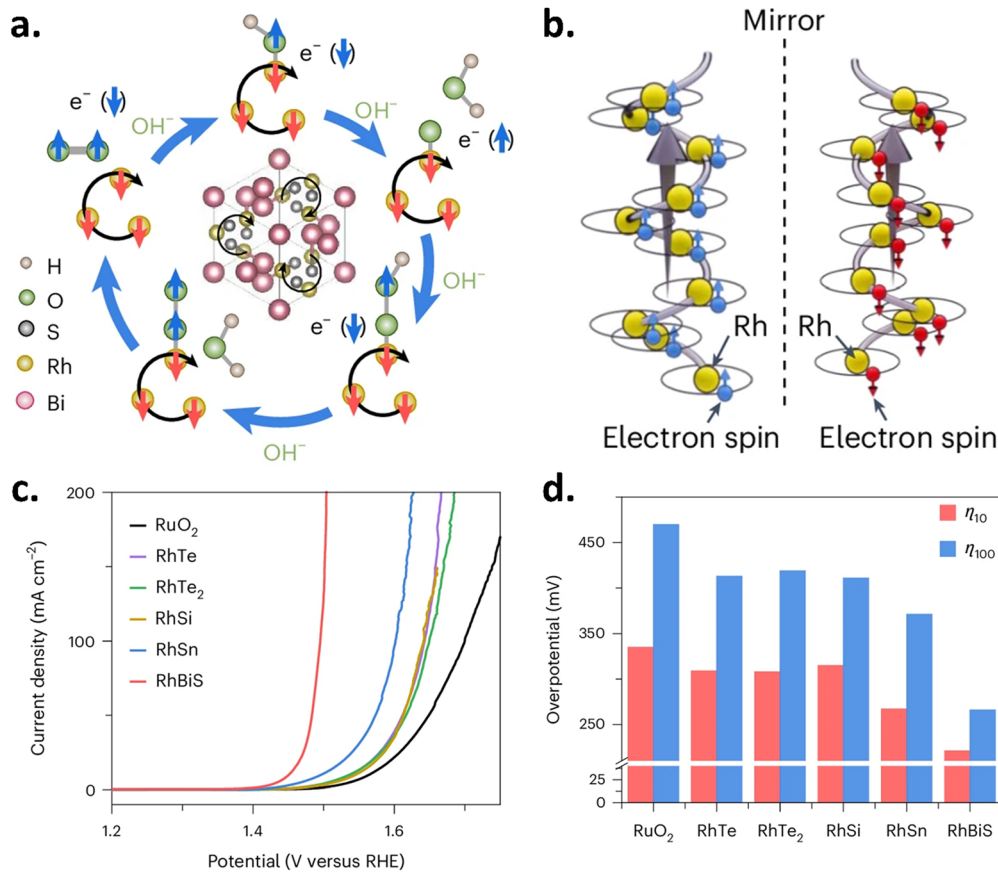 a.
e⁻ (↓)
e⁻ (↓)
OH⁻
OH⁻
e⁻ (↑)
OH⁻
e⁻ (↓)
OH⁻
H
O
S
Rh
Bi
b.
Mirror
Rh
Rh
Electron spin
Electron spin
c.
200
100
0
Current density (mA cm⁻²)
RuO₂
RhTe
RhTe₂
RhSi
RhSn
RhBiS
1.2
1.4
1.6
Potential (V versus RHE)
d.
η₁₀
η₁₀₀
450
350
250
25
0
Overpotential (mV)
RuO₂
RhTe
RhTe₂
RhSi
RhSn
RhBiS